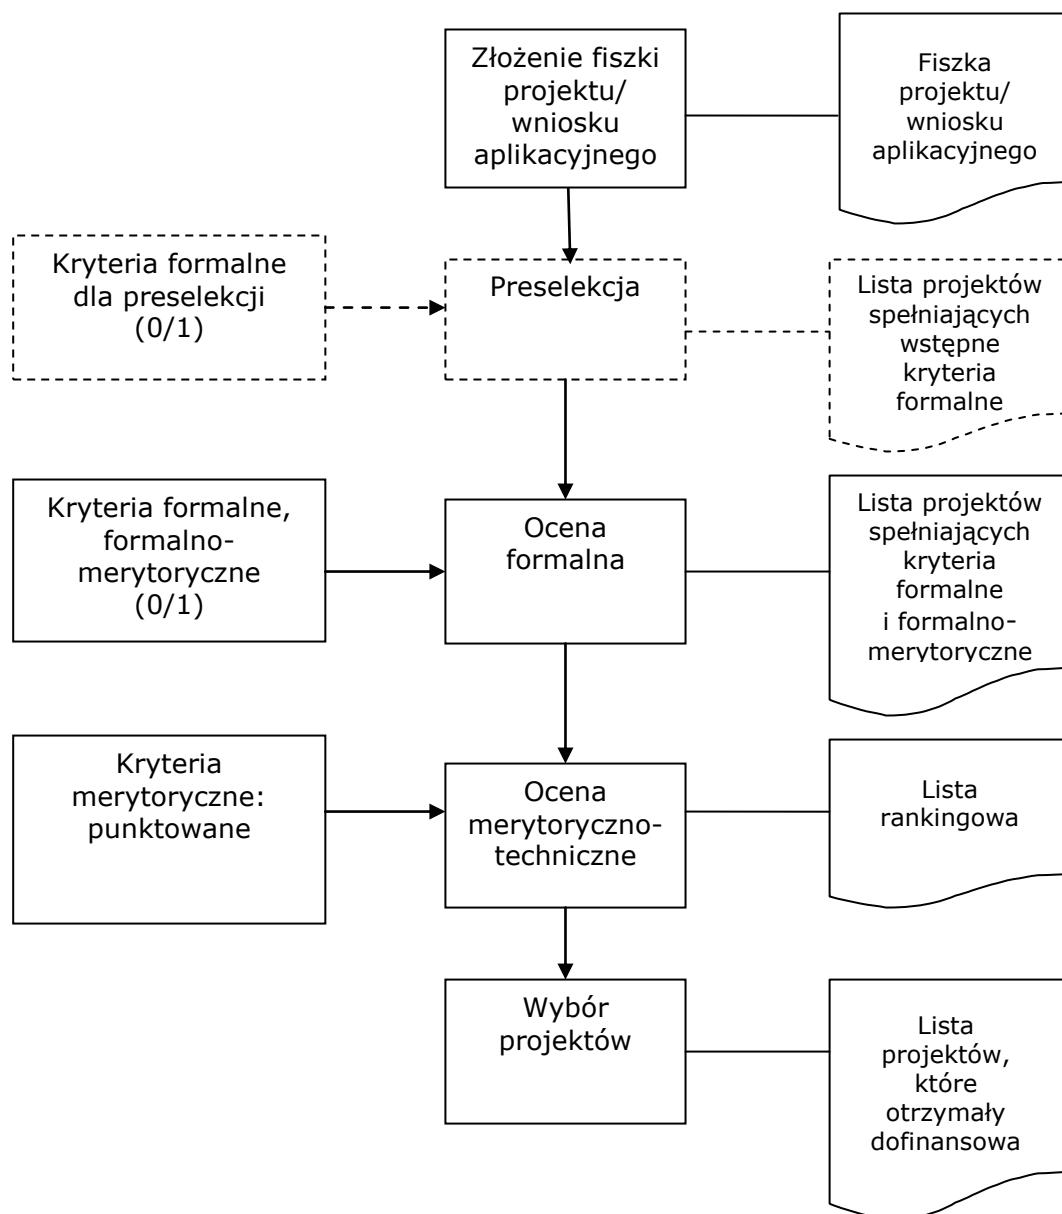 Złożenie fiszki
projektu/
wniosku
aplikacyjnego
Fiszka
projektu/
wniosku
aplikacyjnego
Kryteria formalne
dla preselekcji
(0/1)
Preselekcja
Lista projektów
spełniających
wstępne
kryteria
formalne
Kryteria formalne,
formalno-
merytoryczne
(0/1)
Ocena
formalna
Lista projektów
spełniających
kryteria
formalne
i formalno-
merytoryczne
Kryteria
merytoryczne:
punktowane
Ocena
merytoryczno-
techniczne
Lista
rankingowa
Wybór
projektów
Lista
projektów,
które
otrzymały
dofinansowa